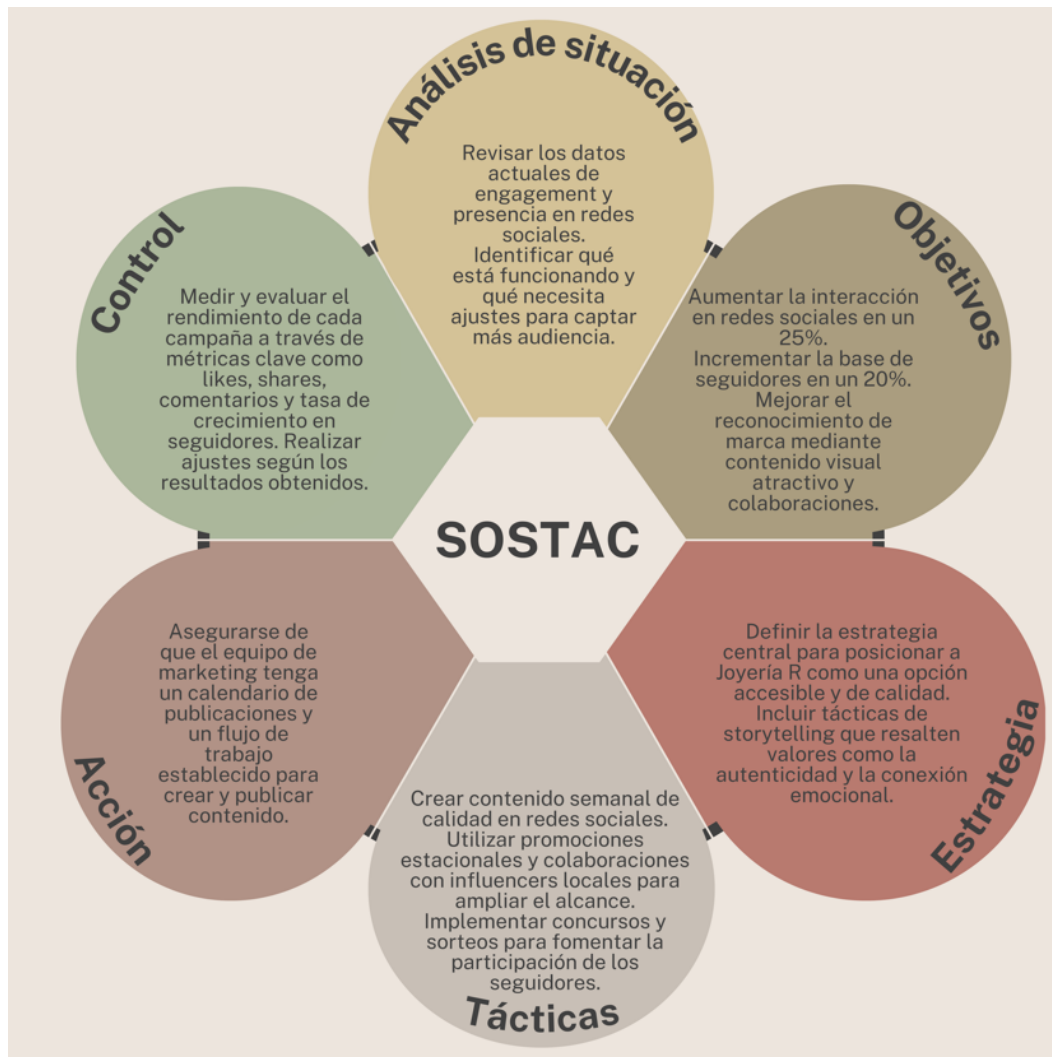 Análisis de situación
Revisar los datos
actuales de
engagement y
presencia en redes
sociales.
Identificar qué
está funcionando y
qué necesita
ajustes para captar
más audiencia.
Objetivos
Aumentar la interacción
en redes sociales en un
25%.
Incrementar la base de
seguidores en un 20%.
Mejorar el
reconocimiento de
marca mediante
contenido visual
atractivo y
colaboraciones.
Estrategia
Definir la estrategia
central para posicionar a
Joyería R como una opción
accesible y de calidad.
Incluir tácticas de
storytelling que resalten
valores como la
autenticidad y la conexión
emocional.
Tácticas
Crear contenido semanal de
calidad en redes sociales.
Utilizar promociones
estacionales y colaboraciones
con influencers locales para
ampliar el alcance.
Implementar concursos y
sorteos para fomentar la
participación de los
seguidores.
Acción
Asegurarse de
que el equipo de
marketing tenga
un calendario de
publicaciones y
un flujo de
trabajo
establecido para
crear y publicar
contenido.
Control
Medir y evaluar el
rendimiento de cada
campaña a través de
métricas clave como
likes, shares,
comentarios y tasa de
crecimiento en
seguidores. Realizar
ajustes según los
resultados obtenidos.
SOSTAC